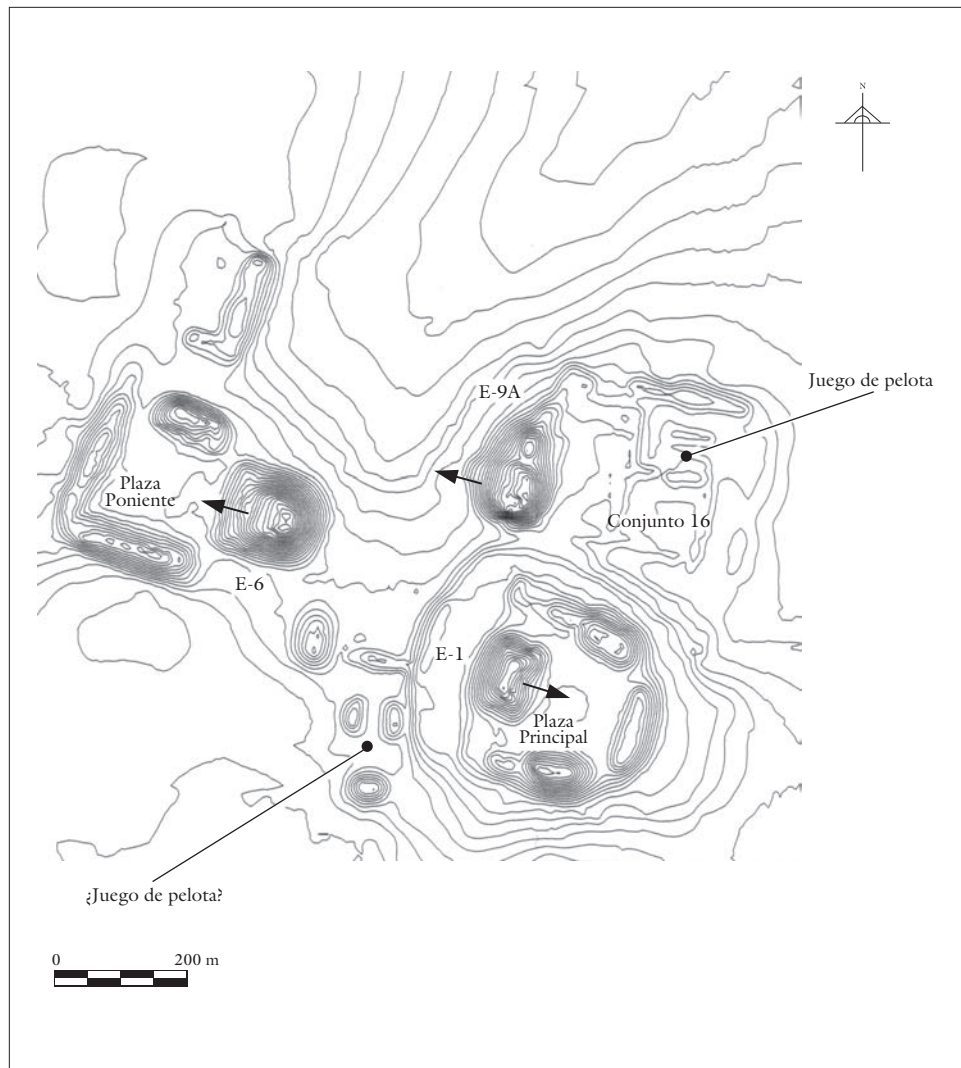 N
Juego de pelota
E-9A
Plaza
Poniente
Conjunto 16
E-6
E-1
Plaza
Principal
¿Juego de pelota?
0 200 m